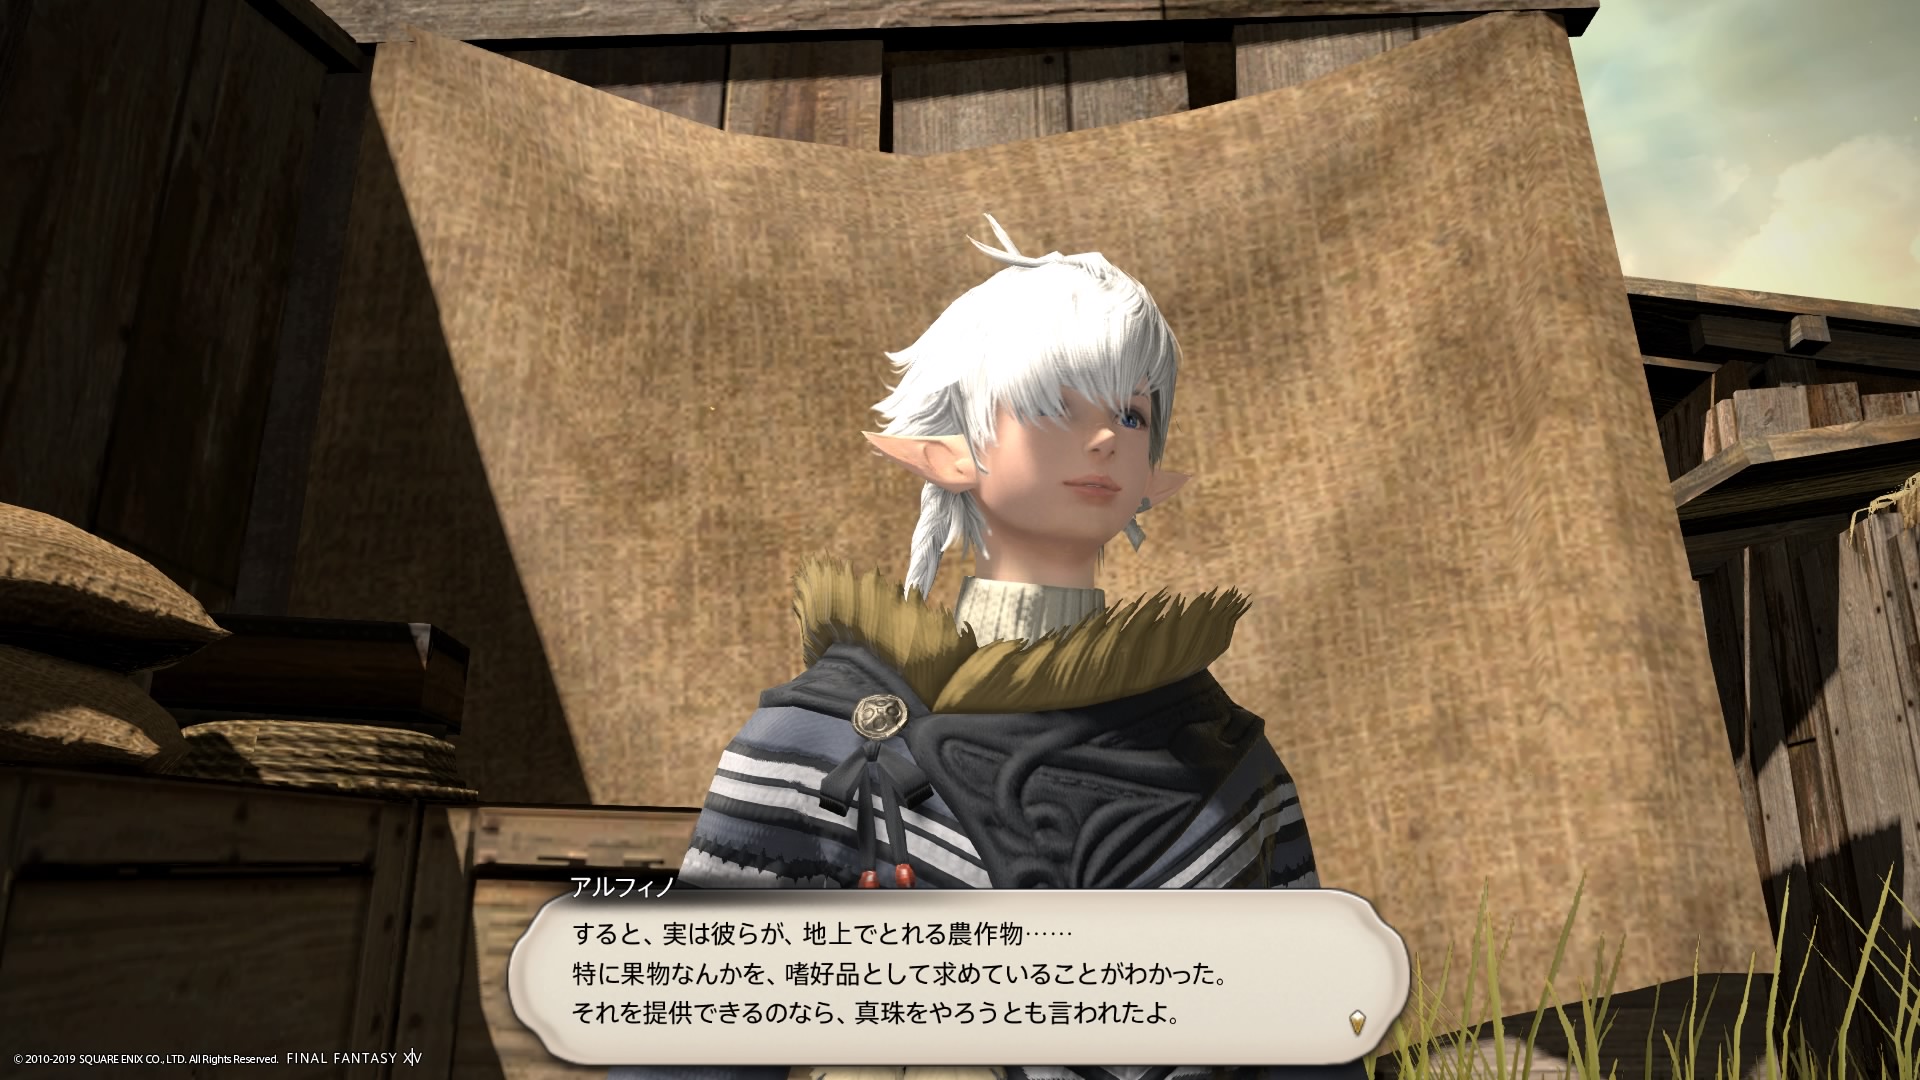 アルフィノ
すると、実は彼らが、地上でとれる農作物……
特に果物なんかを、嗜好品として求めていることがわかった。
それを提供できるのなら、真珠をやろうとも言われたよ。
© 2010-2019 SQUARE ENIX CO., LTD. All Rights Reserved. FINAL FANTASY XIV